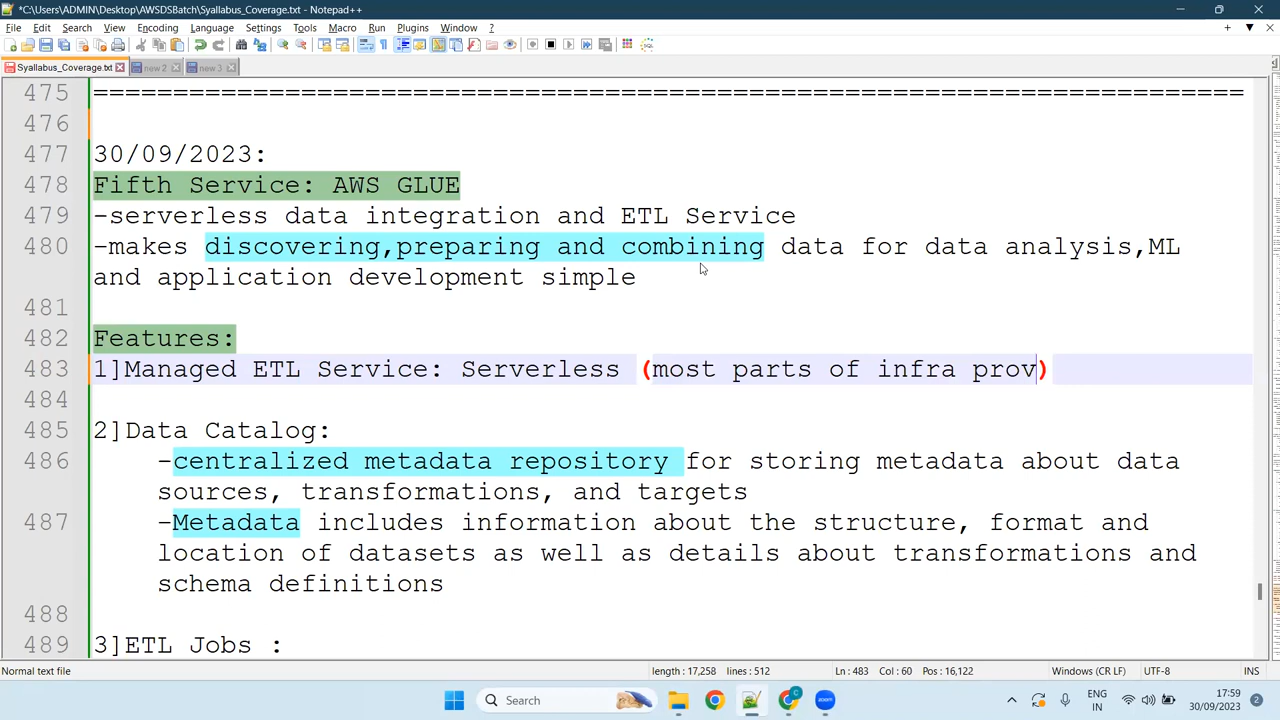 *C:\Users\ADMIN\Desktop\AWSDSBatch\Syallabus_Coverage.txt - Notepad++
File Edit Search View Encoding Language Settings Tools Macro Run Plugins Window ?
Syallabus_Coverage.txt new 2 new 3
475 ========================================================================
476
477 30/09/2023:
478 Fifth Service: AWS GLUE
479 -serverless data integration and ETL Service
480 -makes discovering,preparing and combining data for data analysis,ML
and application development simple
481
482 Features:
483 1]Managed ETL Service: Serverless (most parts of infra prov)
484
485 2]Data Catalog:
486 -centralized metadata repository for storing metadata about data
sources, transformations, and targets
487 -Metadata includes information about the structure, format and
location of datasets as well as details about transformations and
schema definitions
488
489 3]ETL Jobs :
Normal text file length : 17,258 lines : 512 Ln : 483 Col : 60 Pos : 16,122 Windows (CR LF) UTF-8 INS
Search zoom ENG 17:59
IN 30/09/2023 2